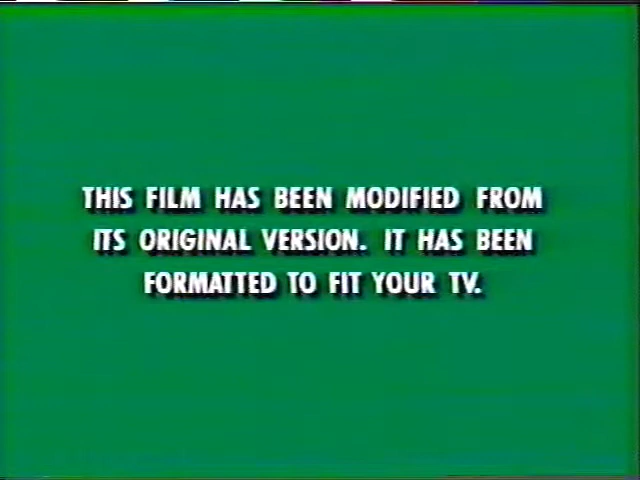 THIS FILM HAS BEEN MODIFIED FROM
ITS ORIGINAL VERSION. IT HAS BEEN
FORMATTED TO FIT YOUR TV.